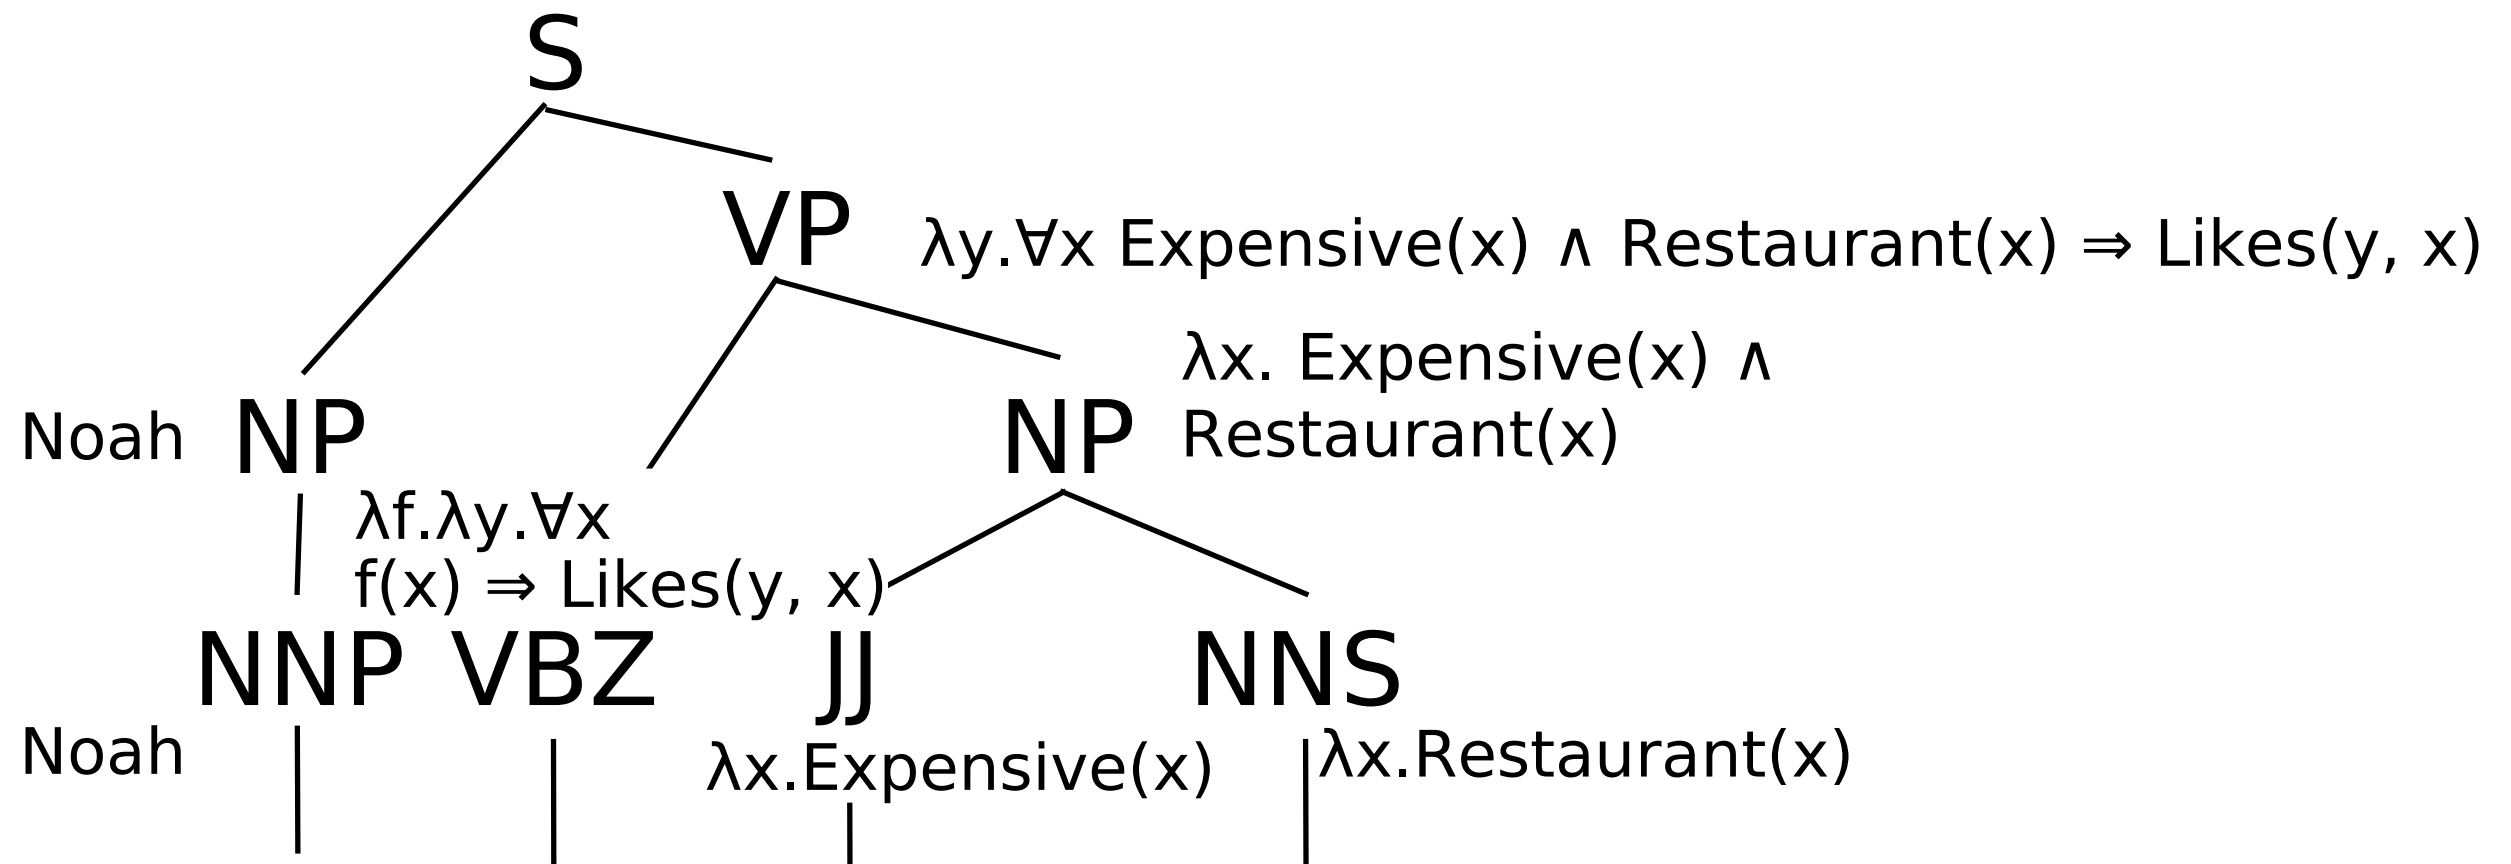 S
VP λy.∀x Expensive(x) ∧ Restaurant(x) ⇒ Likes(y, x)
λx. Expensive(x) ∧
Noah NP NP Restaurant(x)
λf.λy.∀x
f(x) ⇒ Likes(y, x)
NNP VBZ JJ NNS
Noah λx.Expensive(x) λx.Restaurant(x)